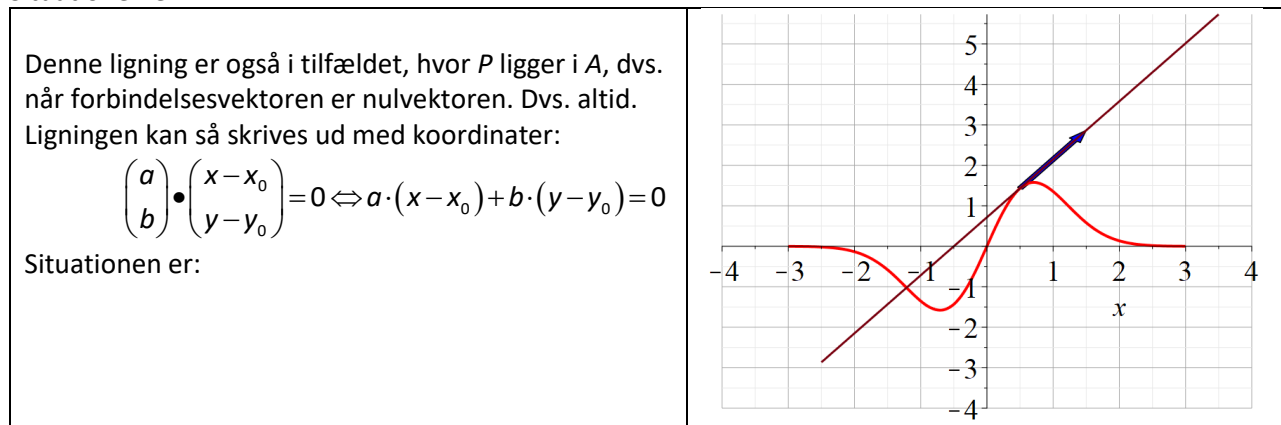 Denne ligning er også i tilfældet, hvor P ligger i A, dvs.
når forbindelsesvektoren er nulvektoren. Dvs. altid.
Ligningen kan så skrives ud med koordinater:
(a b) • (x − x₀ y − y₀) = 0 ⇔ a·(x − x₀) + b·(y − y₀) = 0
Situationen er:
5
4
3
2
1
−4 −3 −2 −1 1 2 3 4
x
−1
−2
−3
−4